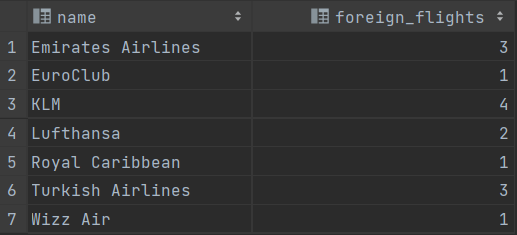 name foreign_flights
1 Emirates Airlines 3
2 EuroClub 1
3 KLM 4
4 Lufthansa 2
5 Royal Caribbean 1
6 Turkish Airlines 3
7 Wizz Air 1